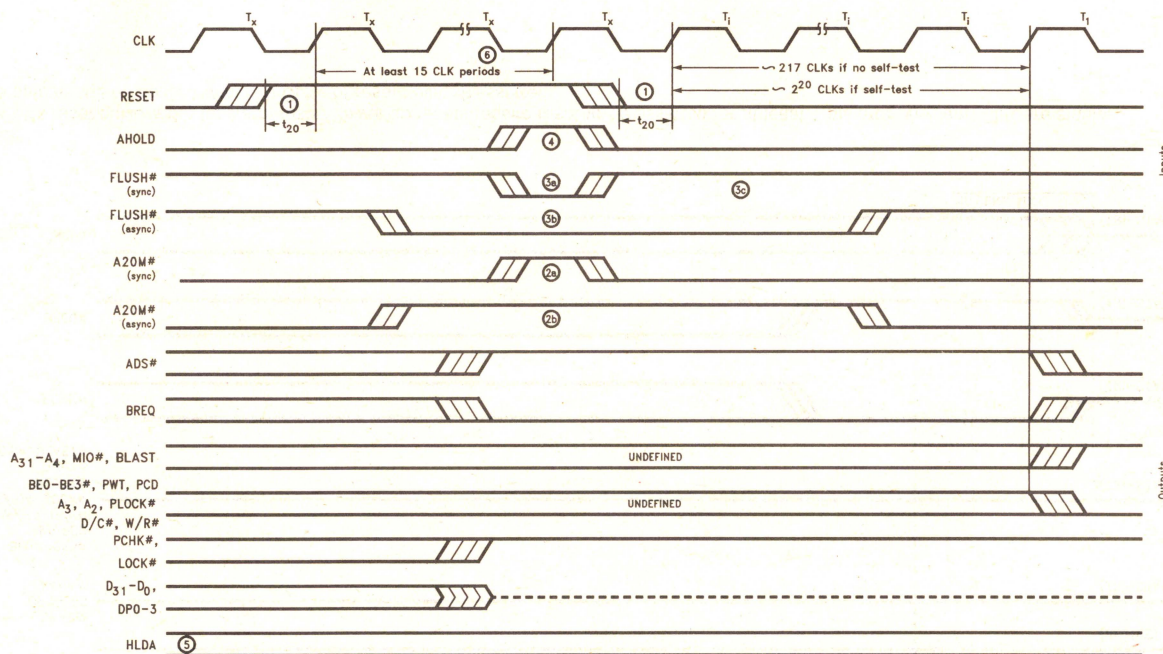 Tx Tx Tx Tx Ti Ti Ti T1
CLK
⑥
At least 15 CLK periods
~ 217 CLKs if no self-test
RESET ① ① ~ 2²⁰ CLKs if self-test
t20 t20
AHOLD ④
Inputs
FLUSH# ③a ③c
(sync)
FLUSH# ③b
(async)
A20M# ②a
(sync)
A20M# ②b
(async)
ADS#
BREQ
A31–A4, MIO#, BLAST UNDEFINED
BE0–BE3#, PWT, PCD
Outputs
A3, A2, PLOCK# UNDEFINED
D/C#, W/R#
PCHK#,
LOCK#
D31–D0,
DP0–3
HLDA ⑤